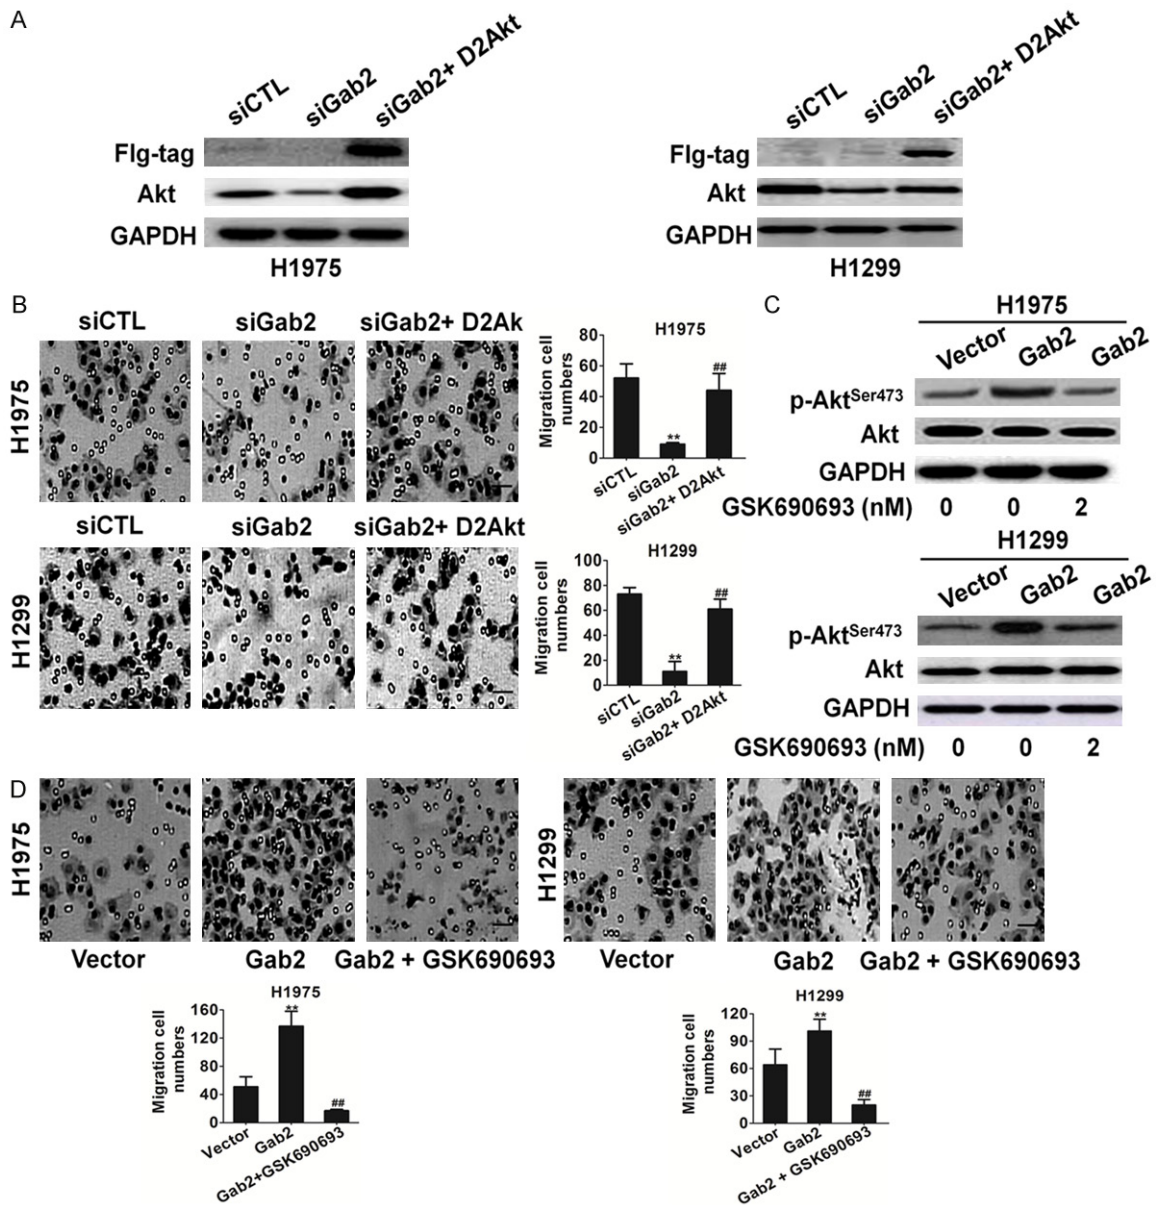 A
siCTL siGab2 siGab2+ D2Akt
Flg-tag
Akt
GAPDH
H1975
siCTL siGab2 siGab2+ D2Akt
Flg-tag
Akt
GAPDH
H1299
B
siCTL siGab2 siGab2+ D2Ak
H1975
siCTL siGab2 siGab2+ D2Akt
H1299
H1975
Migration cell
numbers
80
60
40
20
0
**
##
siCTL
siGab2
siGab2+ D2Akt
H1299
Migration cell
numbers
100
80
60
40
20
0
**
##
siCTL
siGab2
siGab2+ D2Akt
C
H1975
Vector Gab2 Gab2
p-AktSer473
Akt
GAPDH
GSK690693 (nM) 0 0 2
H1299
Vector Gab2 Gab2
p-AktSer473
Akt
GAPDH
GSK690693 (nM) 0 0 2
D
H1975
Vector Gab2 Gab2 + GSK690693
H1299
Vector Gab2 Gab2 + GSK690693
H1975
Migration cell
numbers
160
120
80
40
0
**
##
Vector
Gab2
Gab2+GSK690693
H1299
Migration cell
numbers
120
90
60
30
0
**
##
Vector
Gab2
Gab2 + GSK690693